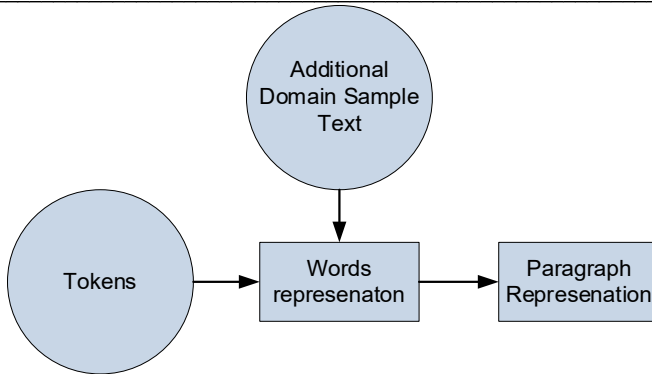 Additional
Domain Sample
Text
Tokens
Words
represenaton
Paragraph
Represenation